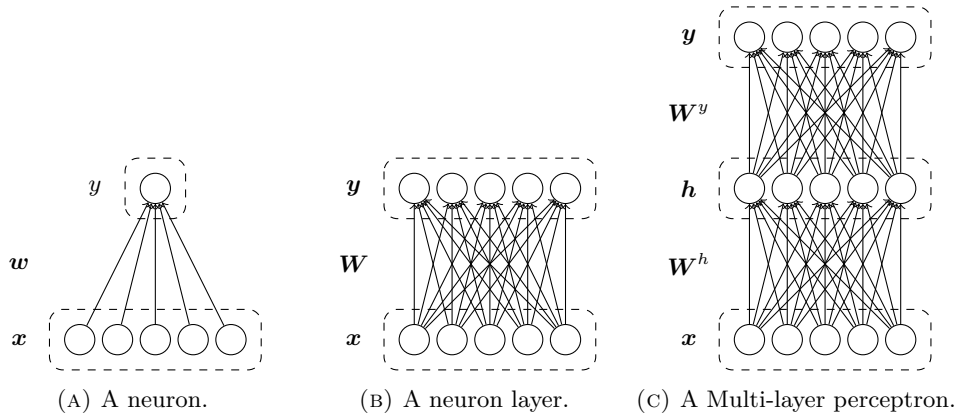 y
w
x
(A) A neuron.
y
W
x
(B) A neuron layer.
y
W^y
h
W^h
x
(C) A Multi-layer perceptron.